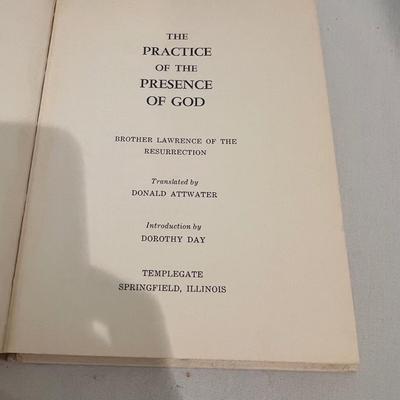 THE
PRACTICE
OF THE
PRESENCE
OF GOD
BROTHER LAWRENCE OF THE
RESURRECTION
Translated by
DONALD ATTWATER
Introduction by
DOROTHY DAY
TEMPLEGATE
SPRINGFIELD, ILLINOIS